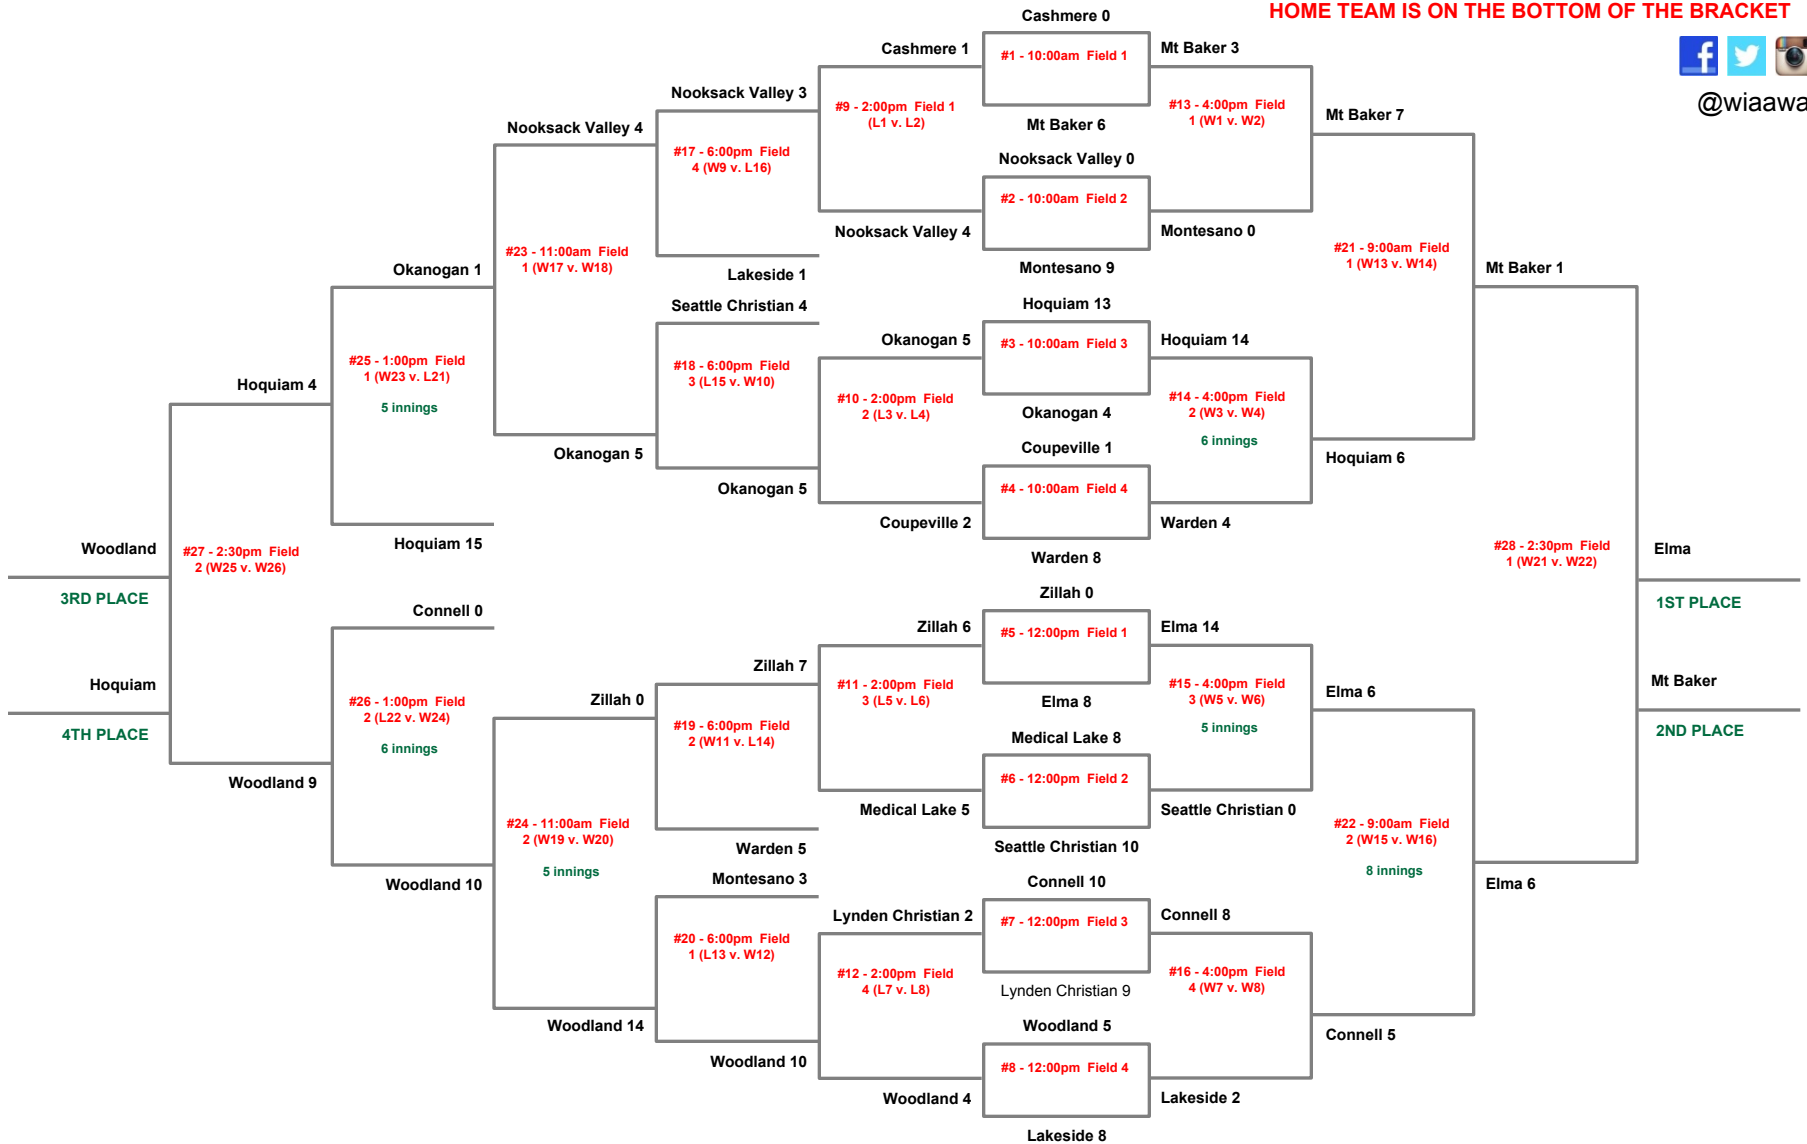 Cashmere 0
HOME TEAM IS ON THE BOTTOM OF THE BRACKET
Cashmere 1
#1 - 10:00am Field 1
Mt Baker 3
Nooksack Valley 3
#9 - 2:00pm Field 1
(L1 v. L2)
#13 - 4:00pm Field
1 (W1 v. W2)
@wiaawa
Nooksack Valley 4
Mt Baker 6
Mt Baker 7
#17 - 6:00pm Field
4 (W9 v. L16)
Nooksack Valley 0
#2 - 10:00am Field 2
Nooksack Valley 4
Montesano 0
#23 - 11:00am Field
1 (W17 v. W18)
#21 - 9:00am Field
1 (W13 v. W14)
Okanogan 1
Lakeside 1
Montesano 9
Mt Baker 1
Seattle Christian 4
Hoquiam 13
Okanogan 5
#3 - 10:00am Field 3
Hoquiam 14
#25 - 1:00pm Field
1 (W23 v. L21)
5 innings
#18 - 6:00pm Field
3 (L15 v. W10)
Hoquiam 4
#10 - 2:00pm Field
2 (L3 v. L4)
Okanogan 4
#14 - 4:00pm Field
2 (W3 v. W4)
6 innings
Okanogan 5
Coupeville 1
Hoquiam 6
Okanogan 5
#4 - 10:00am Field 4
Coupeville 2
Warden 4
Woodland
#27 - 2:30pm Field
2 (W25 v. W26)
Hoquiam 15
Warden 8
#28 - 2:30pm Field
1 (W21 v. W22)
Elma
3RD PLACE
Zillah 0
1ST PLACE
Connell 0
Zillah 6
#5 - 12:00pm Field 1
Elma 14
Zillah 7
Hoquiam
#11 - 2:00pm Field
3 (L5 v. L6)
#15 - 4:00pm Field
3 (W5 v. W6)
5 innings
Mt Baker
#26 - 1:00pm Field
2 (L22 v. W24)
6 innings
Zillah 0
Elma 8
Elma 6
4TH PLACE
#19 - 6:00pm Field
2 (W11 v. L14)
Medical Lake 8
2ND PLACE
Woodland 9
#6 - 12:00pm Field 2
Medical Lake 5
Seattle Christian 0
#24 - 11:00am Field
2 (W19 v. W20)
5 innings
#22 - 9:00am Field
2 (W15 v. W16)
8 innings
Warden 5
Seattle Christian 10
Woodland 10
Montesano 3
Connell 10
Elma 6
Lynden Christian 2
#7 - 12:00pm Field 3
Connell 8
#20 - 6:00pm Field
1 (L13 v. W12)
#12 - 2:00pm Field
4 (L7 v. L8)
Lynden Christian 9
#16 - 4:00pm Field
4 (W7 v. W8)
Woodland 14
Woodland 5
Connell 5
Woodland 10
#8 - 12:00pm Field 4
Woodland 4
Lakeside 2
Lakeside 8